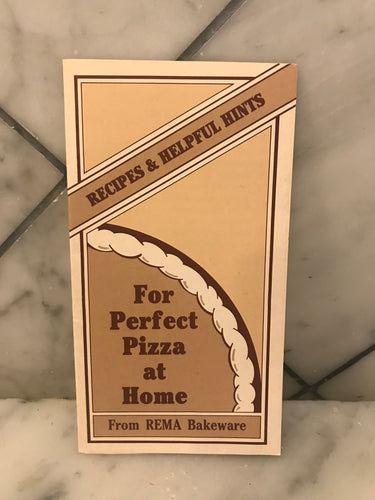 RECIPES & HELPFUL HINTS
For
Perfect
Pizza
at
Home
From REMA Bakeware